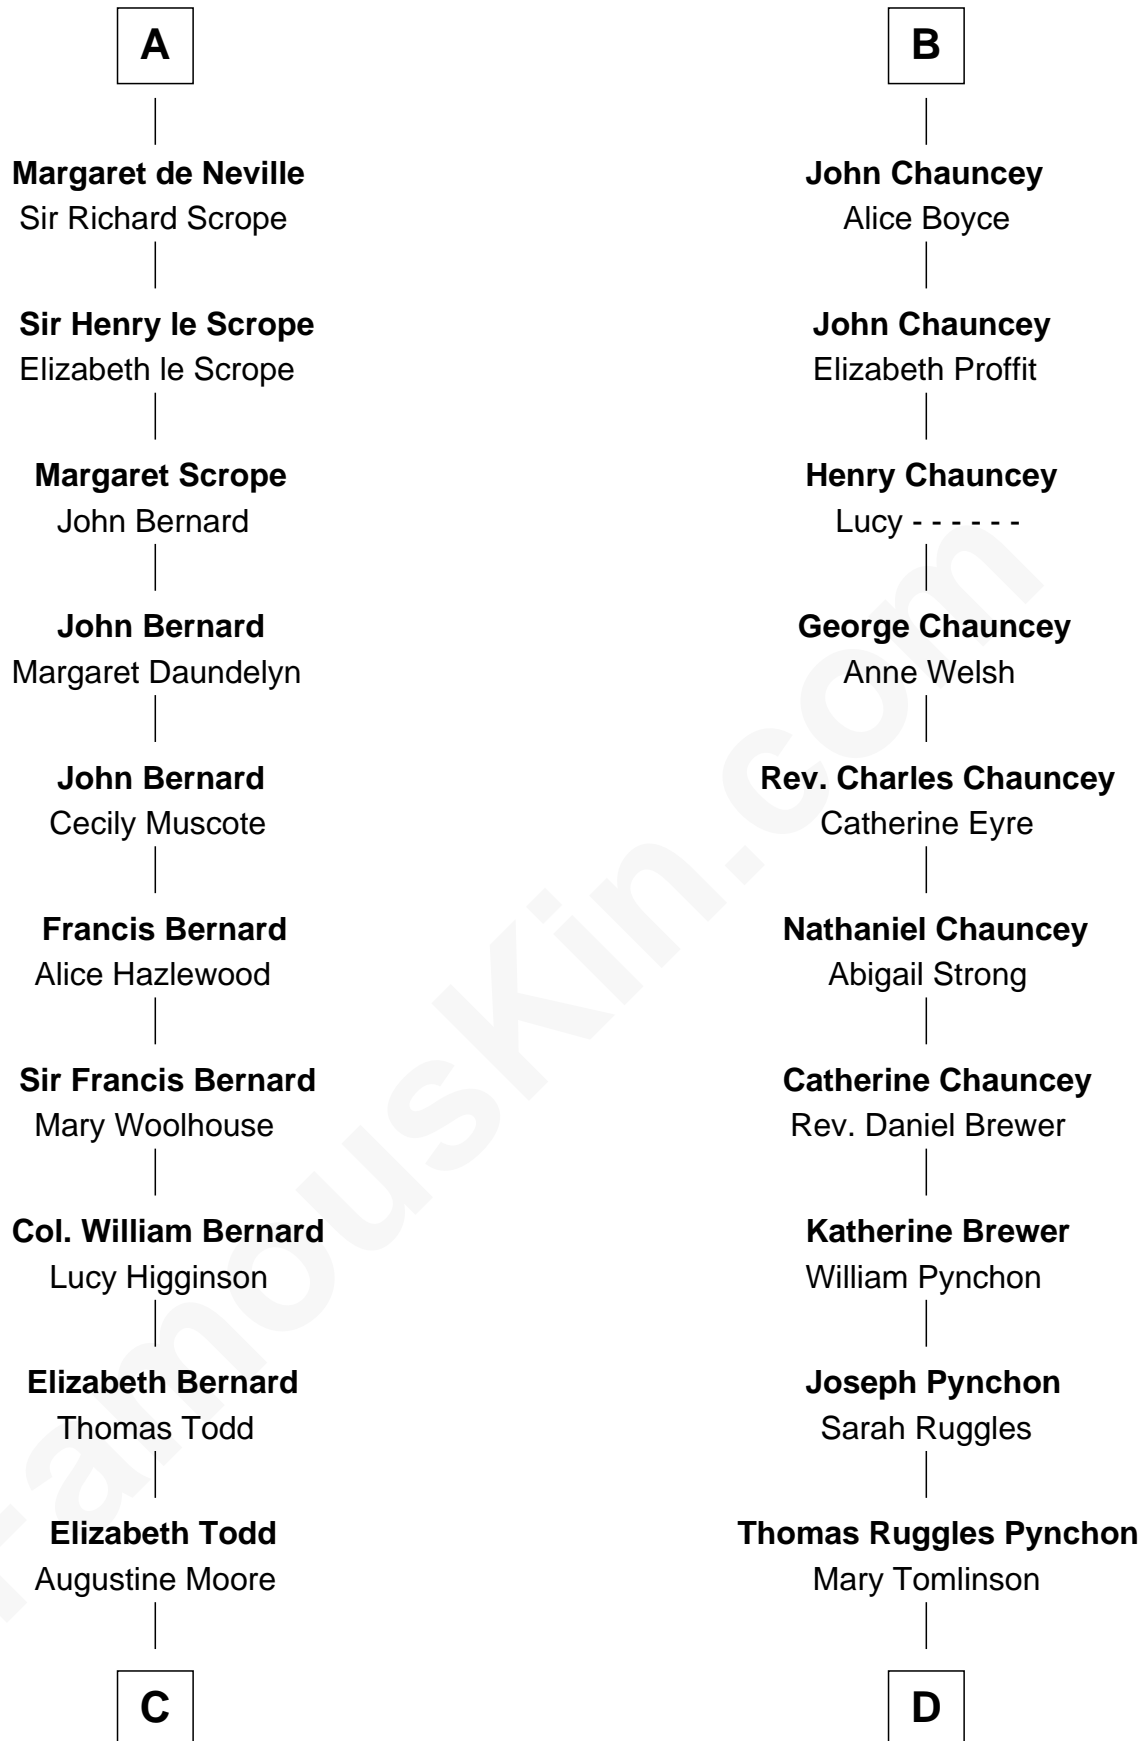 A
Margaret de Neville
Sir Richard Scrope
Sir Henry le Scrope
Elizabeth le Scrope
Margaret Scrope
John Bernard
John Bernard
Margaret Daundelyn
John Bernard
Cecily Muscote
Francis Bernard
Alice Hazlewood
Sir Francis Bernard
Mary Woolhouse
Col. William Bernard
Lucy Higginson
Elizabeth Bernard
Thomas Todd
Elizabeth Todd
Augustine Moore
C
B
John Chauncey
Alice Boyce
John Chauncey
Elizabeth Proffit
Henry Chauncey
Lucy - - - - - -
George Chauncey
Anne Welsh
Rev. Charles Chauncey
Catherine Eyre
Nathaniel Chauncey
Abigail Strong
Catherine Chauncey
Rev. Daniel Brewer
Katherine Brewer
William Pynchon
Joseph Pynchon
Sarah Ruggles
Thomas Ruggles Pynchon
Mary Tomlinson
D
FamousKin.com